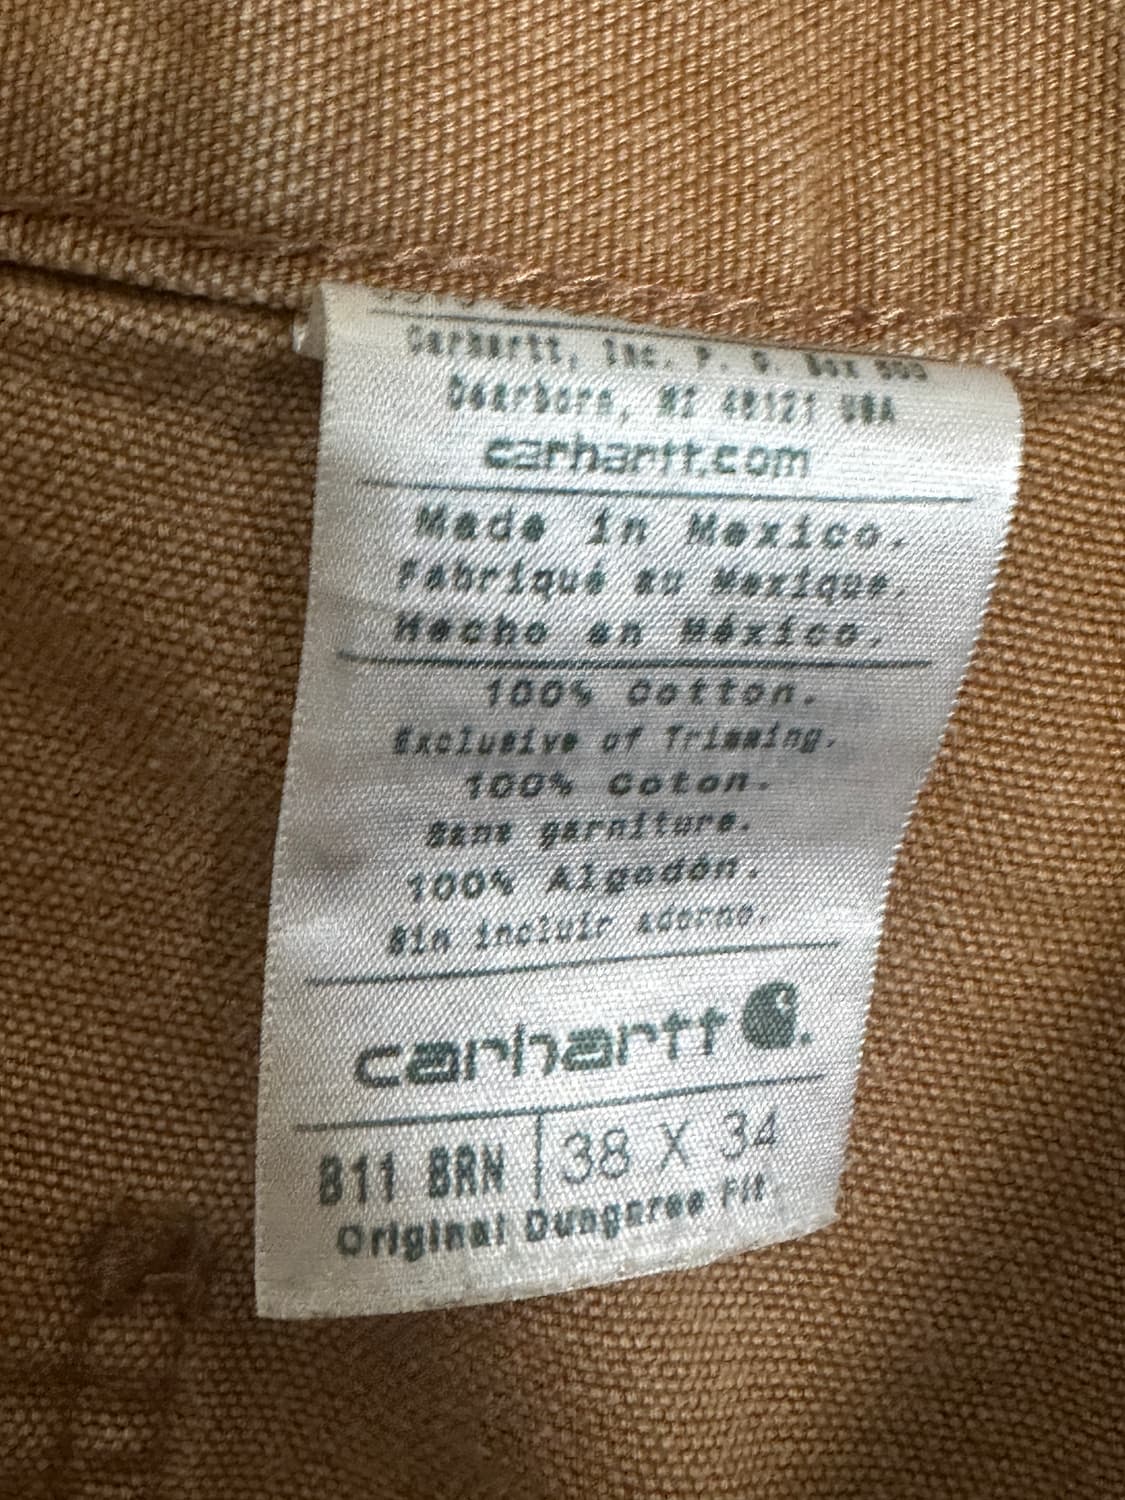 Carhartt, Inc. P. O. Box 600
Dearborn, MI 48121 USA
carhartt.com
Made in Mexico.
Fabriqué au Mexique.
Hecho en México.
100% Cotton.
Exclusive of Trimming.
100% Coton.
Sans garniture.
100% Algodón.
Sin incluir adorno.
carhartt
B11 BRN | 38 X 34
Original Dungaree Fit